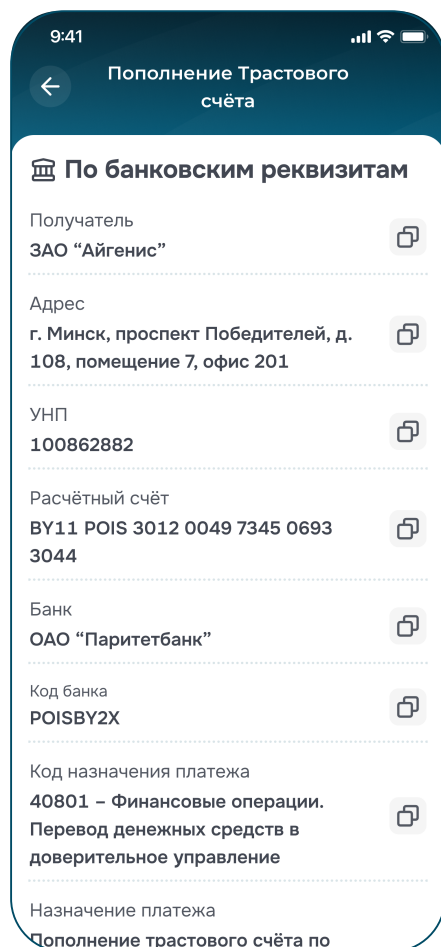 9:41
Пополнение Трастового
счёта
По банковским реквизитам
Получатель
ЗАО “Айгенис”
Адрес
г. Минск, проспект Победителей, д.
108, помещение 7, офис 201
УНП
100862882
Расчётный счёт
BY11 POIS 3012 0049 7345 0693
3044
Банк
ОАО “Паритетбанк”
Код банка
POISBY2X
Код назначения платежа
40801 – Финансовые операции.
Перевод денежных средств в
доверительное управление
Назначение платежа
Пополнение трастового счёта по